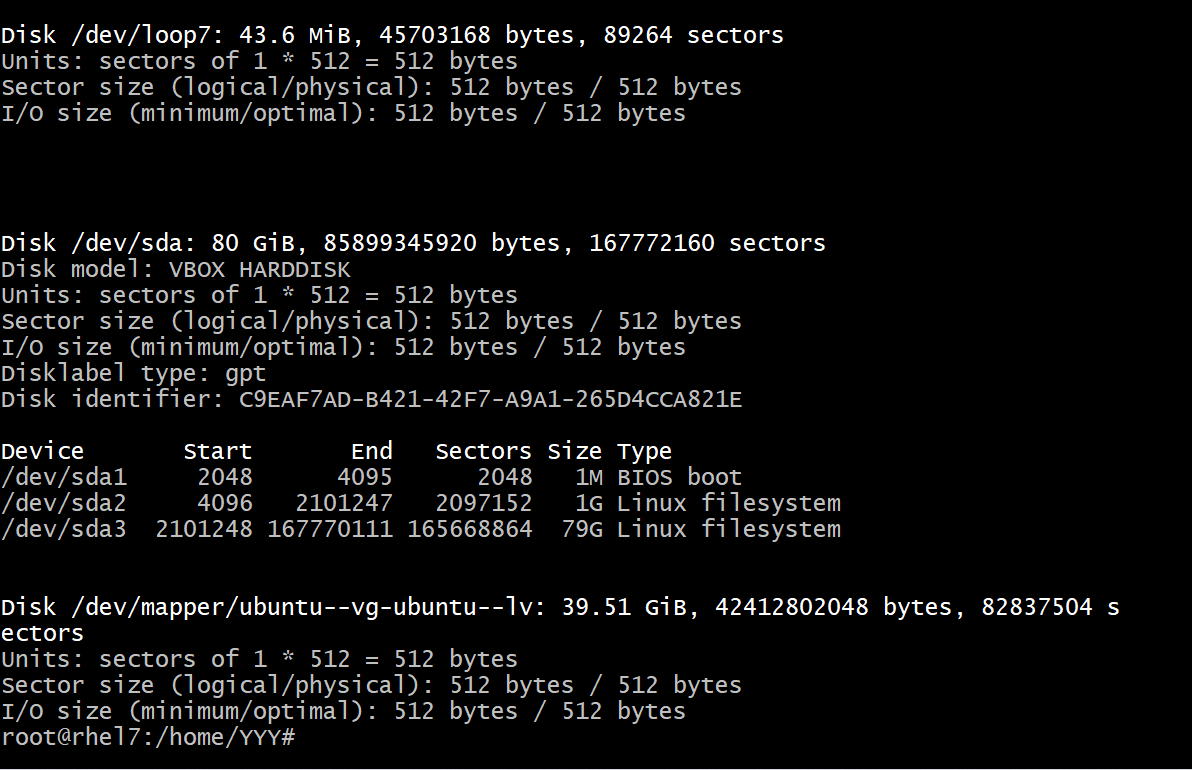 Disk /dev/loop7: 43.6 MiB, 45703168 bytes, 89264 sectors
Units: sectors of 1 * 512 = 512 bytes
Sector size (logical/physical): 512 bytes / 512 bytes
I/O size (minimum/optimal): 512 bytes / 512 bytes
Disk /dev/sda: 80 GiB, 85899345920 bytes, 167772160 sectors
Disk model: VBOX HARDDISK
Units: sectors of 1 * 512 = 512 bytes
Sector size (logical/physical): 512 bytes / 512 bytes
I/O size (minimum/optimal): 512 bytes / 512 bytes
Disklabel type: gpt
Disk identifier: C9EAF7AD-B421-42F7-A9A1-265D4CCA821E
Device       Start       End   Sectors Size Type
/dev/sda1     2048      4095      2048   1M BIOS boot
/dev/sda2     4096   2101247   2097152   1G Linux filesystem
/dev/sda3  2101248 167770111 165668864  79G Linux filesystem
Disk /dev/mapper/ubuntu--vg-ubuntu--lv: 39.51 GiB, 42412802048 bytes, 82837504 s
ectors
Units: sectors of 1 * 512 = 512 bytes
Sector size (logical/physical): 512 bytes / 512 bytes
I/O size (minimum/optimal): 512 bytes / 512 bytes
root@rhel7:/home/YYY#